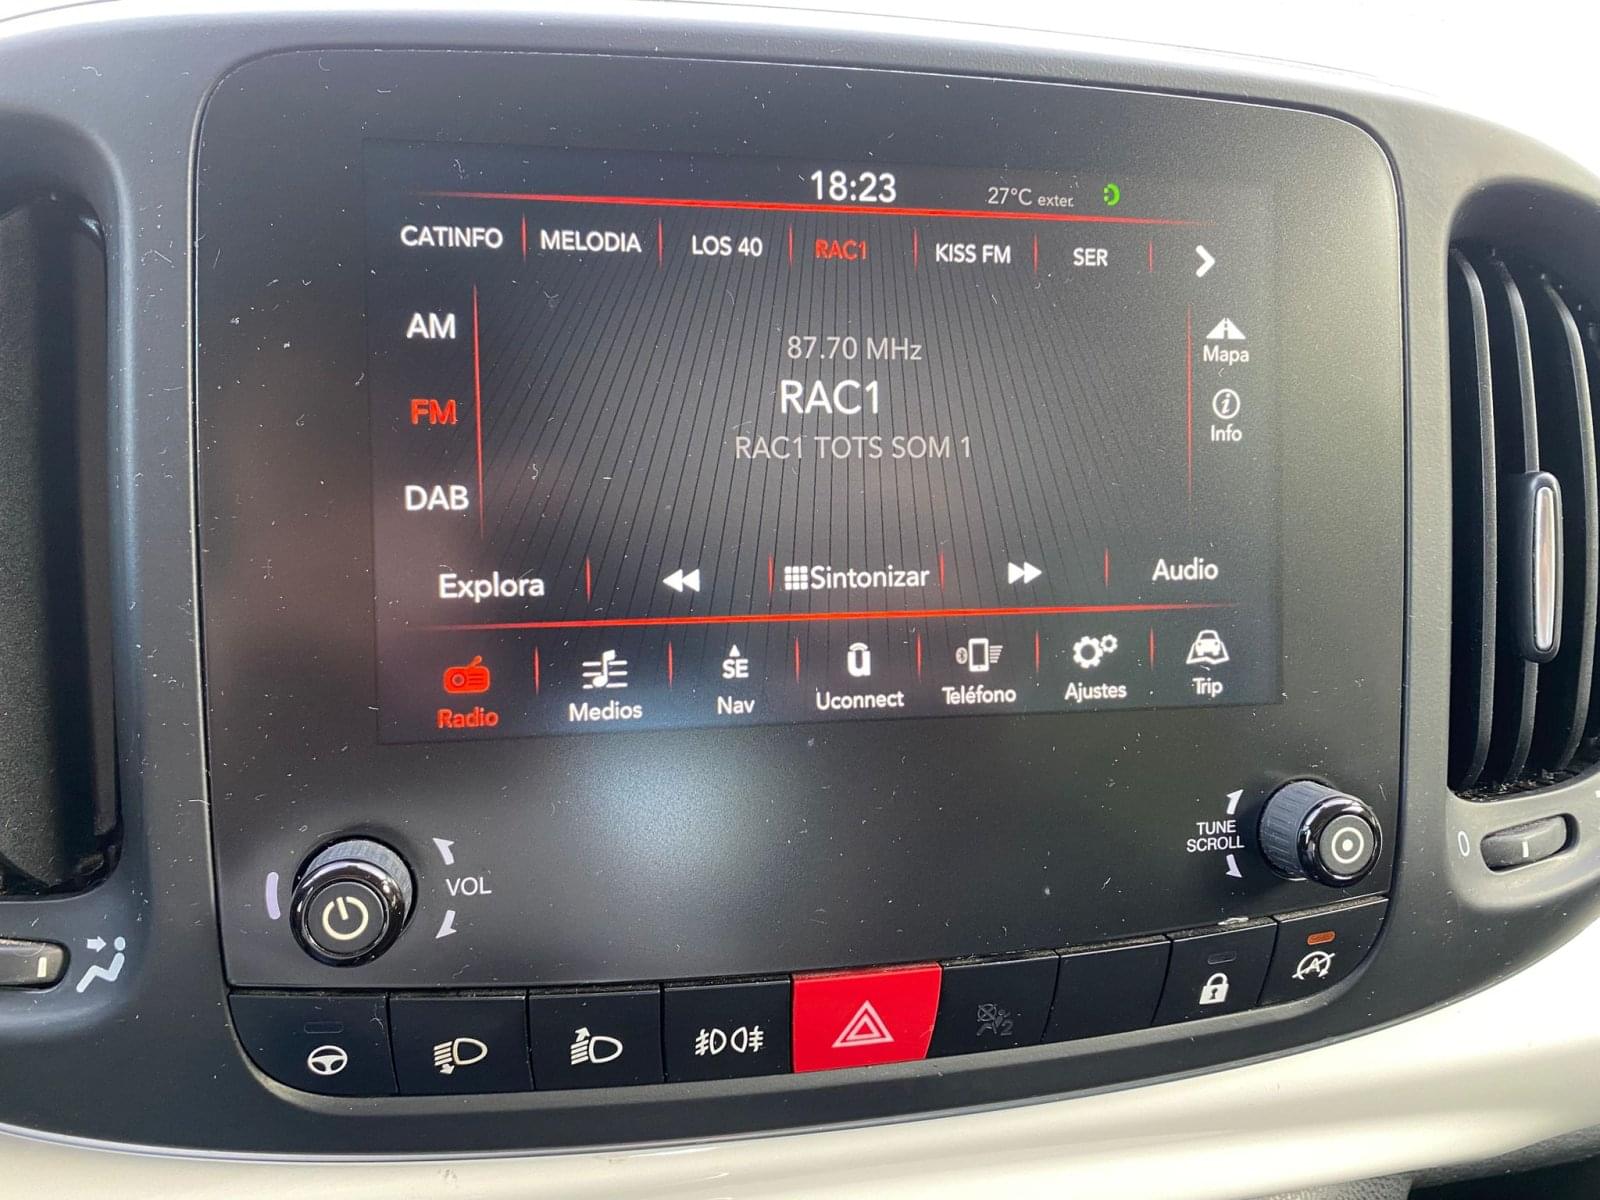 18:23
27°C exter.
CATINFO MELODIA LOS 40 RAC1 KISS FM SER
AM
FM
DAB
87.70 MHz
RAC1
RAC1 TOTS SOM 1
Mapa
Info
Explora Sintonizar Audio
SE
Radio Medios Nav Uconnect Teléfono Ajustes Trip
VOL
TUNE
SCROLL
0